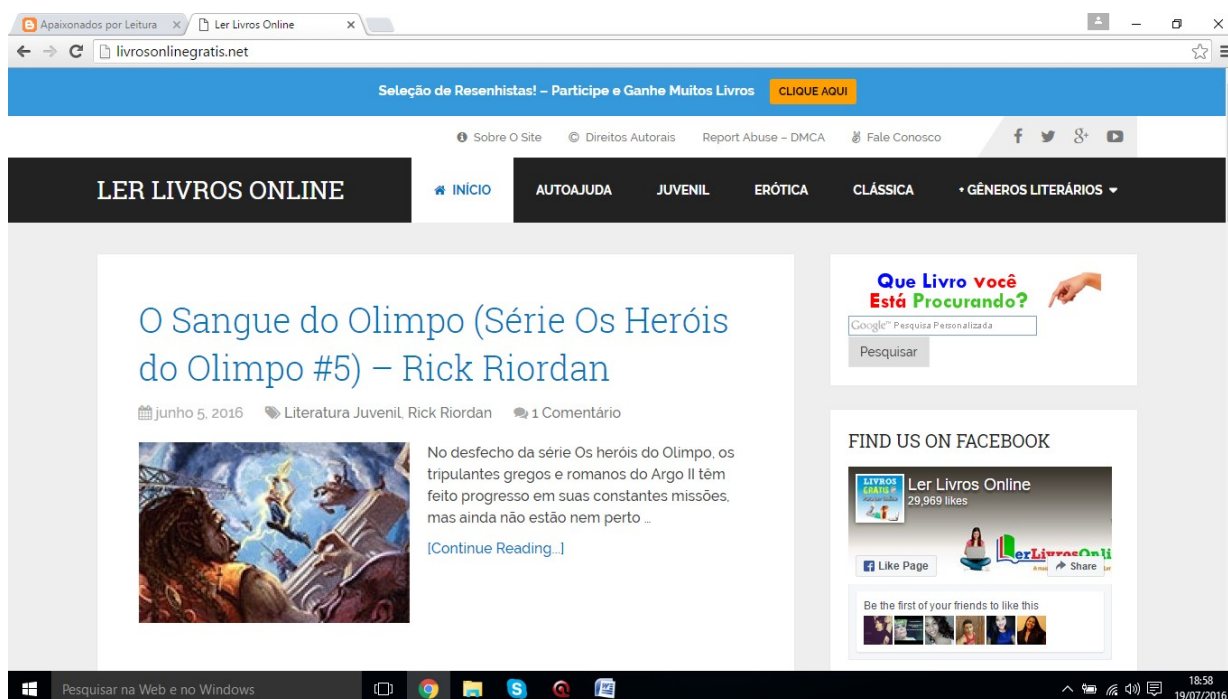 Apaixonados por Leitura
Ler Livros Online
livrosonlinegratis.net
Seleção de Resenhistas! – Participe e Ganhe Muitos Livros CLIQUE AQUI
Sobre O Site © Direitos Autorais Report Abuse – DMCA Fale Conosco
LER LIVROS ONLINE
INÍCIO AUTOAJUDA JUVENIL ERÓTICA CLÁSSICA + GÊNEROS LITERÁRIOS
O Sangue do Olimpo (Série Os Heróis
do Olimpo #5) – Rick Riordan
junho 5, 2016 Literatura Juvenil, Rick Riordan 1 Comentário
No desfecho da série Os heróis do Olimpo, os
tripulantes gregos e romanos do Argo II têm
feito progresso em suas constantes missões,
mas ainda não estão nem perto ...
[Continue Reading...]
Que Livro você
Está Procurando?
Google™ Pesquisa Personalizada
Pesquisar
FIND US ON FACEBOOK
LIVROS
GRÁTIS
Ler Livros Online
29,969 likes
LerLivrosOnli
Like Page
Share
Be the first of your friends to like this
Pesquisar na Web e no Windows
18:58
19/07/2016